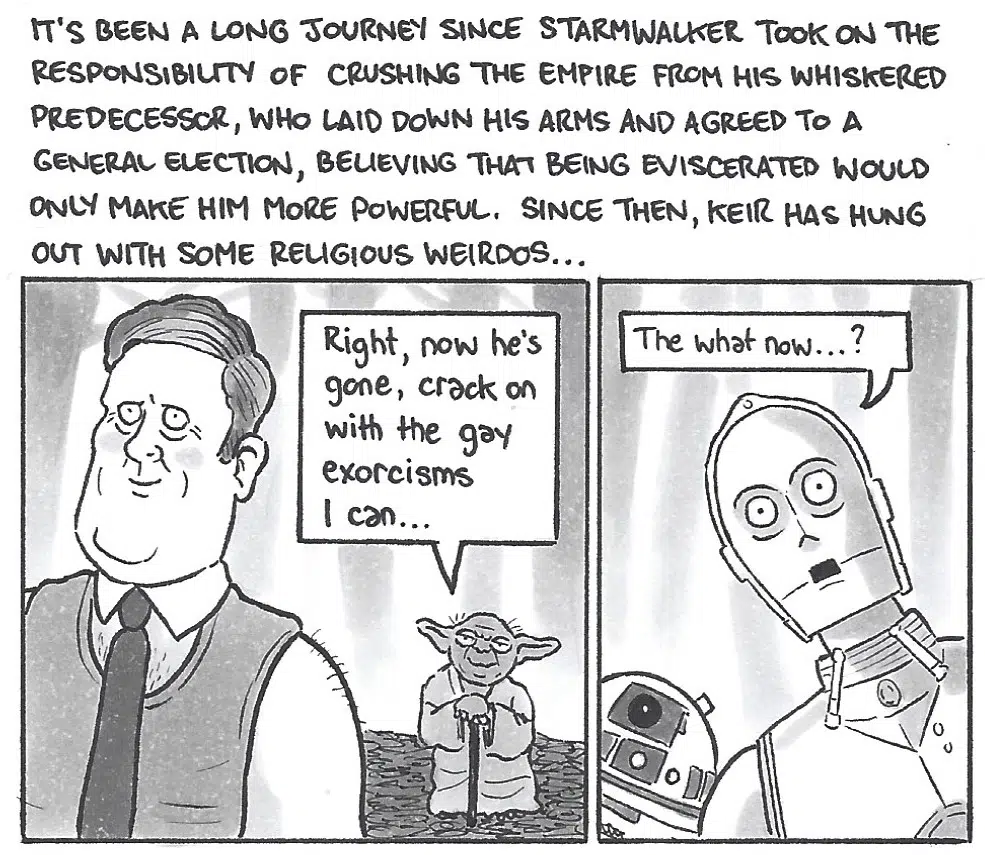 IT'S BEEN A LONG JOURNEY SINCE STARMWALKER TOOK ON THE
RESPONSIBILITY OF CRUSHING THE EMPIRE FROM HIS WHISKERED
PREDECESSOR, WHO LAID DOWN HIS ARMS AND AGREED TO A
GENERAL ELECTION, BELIEVING THAT BEING EVISCERATED WOULD
ONLY MAKE HIM MORE POWERFUL. SINCE THEN, KEIR HAS HUNG
OUT WITH SOME RELIGIOUS WEIRDOS...
Right, now he's
gone, crack on
with the gay
exorcisms
I can...
The what now...?